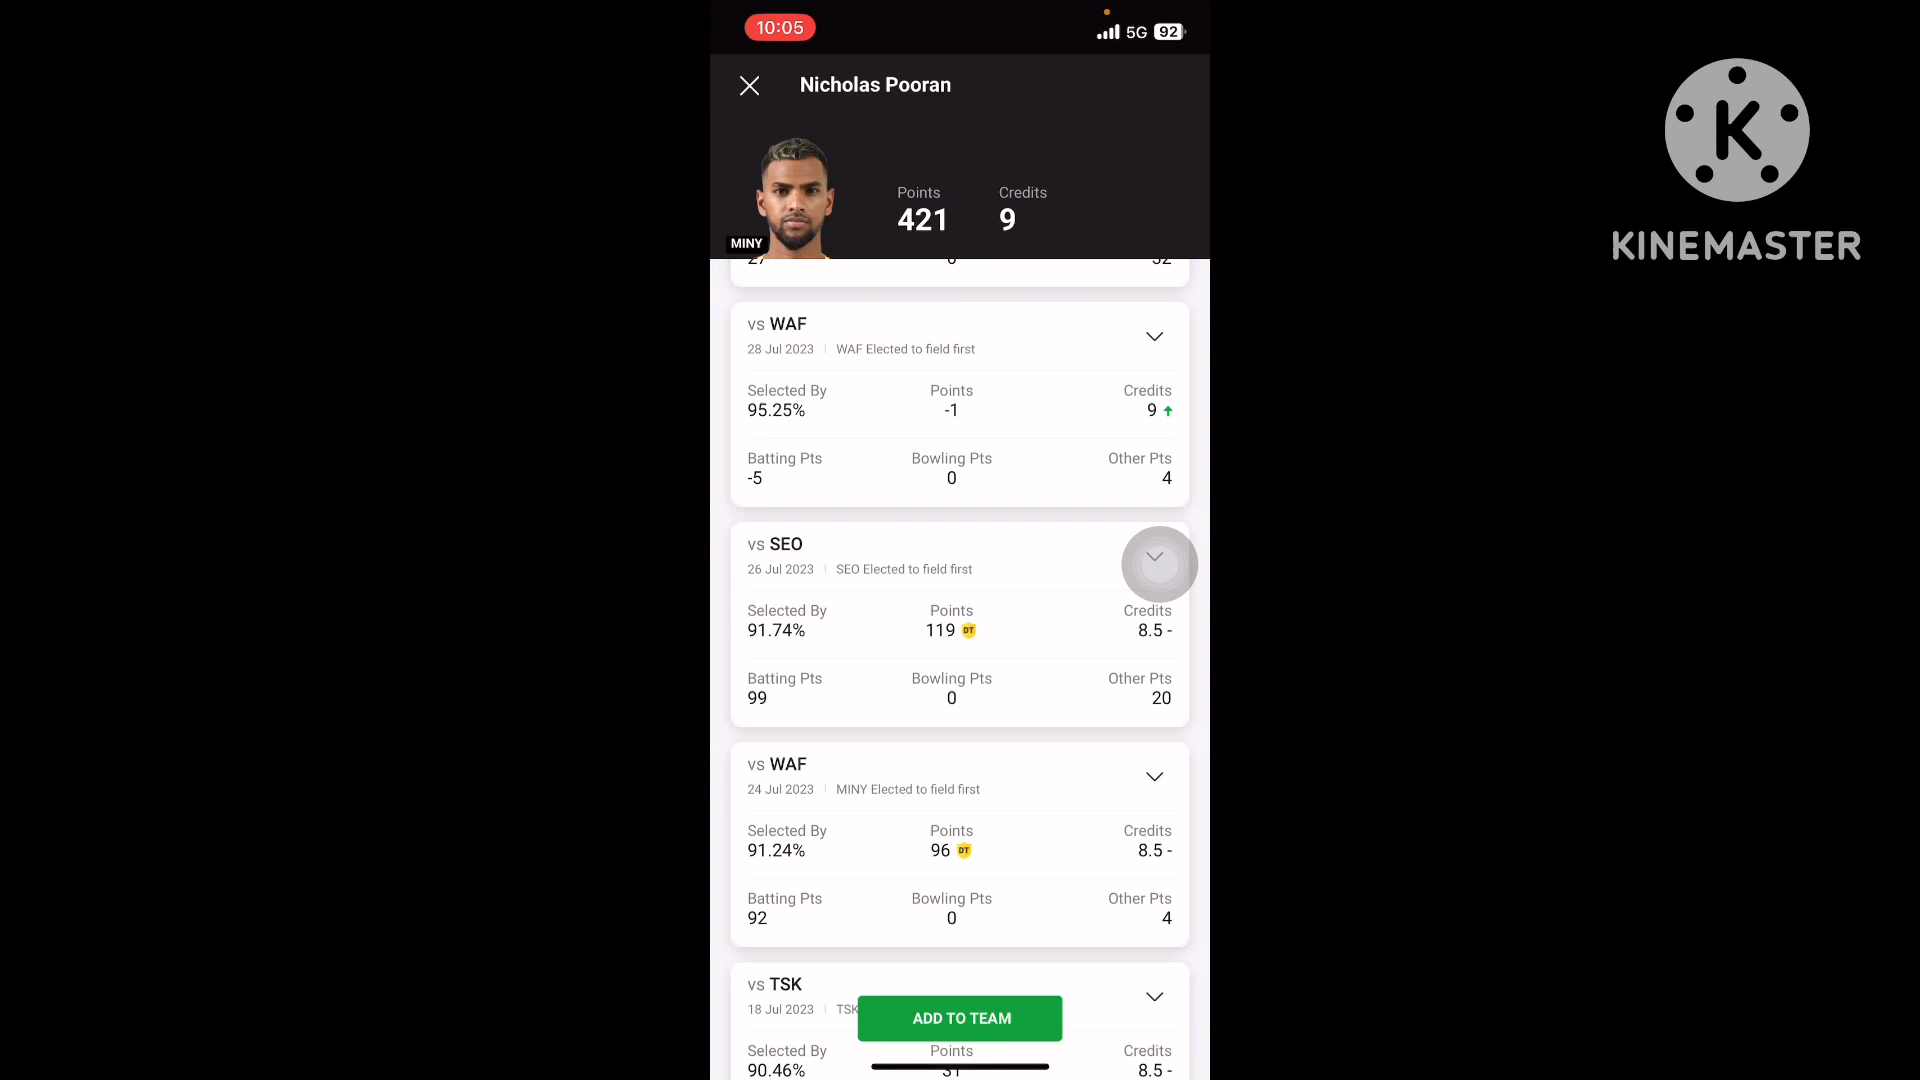 10:05
5G 92
Nicholas Pooran
Points Credits
421 9
MINY
vs WAF
28 Jul 2023 WAF Elected to field first
Selected By Points Credits
95.25% -1 9
Batting Pts Bowling Pts Other Pts
-5 0 4
vs SEO
26 Jul 2023 SEO Elected to field first
Selected By Points Credits
91.74% 119 DT 8.5 -
Batting Pts Bowling Pts Other Pts
99 0 20
vs WAF
24 Jul 2023 MINY Elected to field first
Selected By Points Credits
91.24% 96 DT 8.5 -
Batting Pts Bowling Pts Other Pts
92 0 4
vs TSK
18 Jul 2023 TSK
ADD TO TEAM
Selected By Points Credits
90.46% 31 8.5 -
K
KINEMASTER